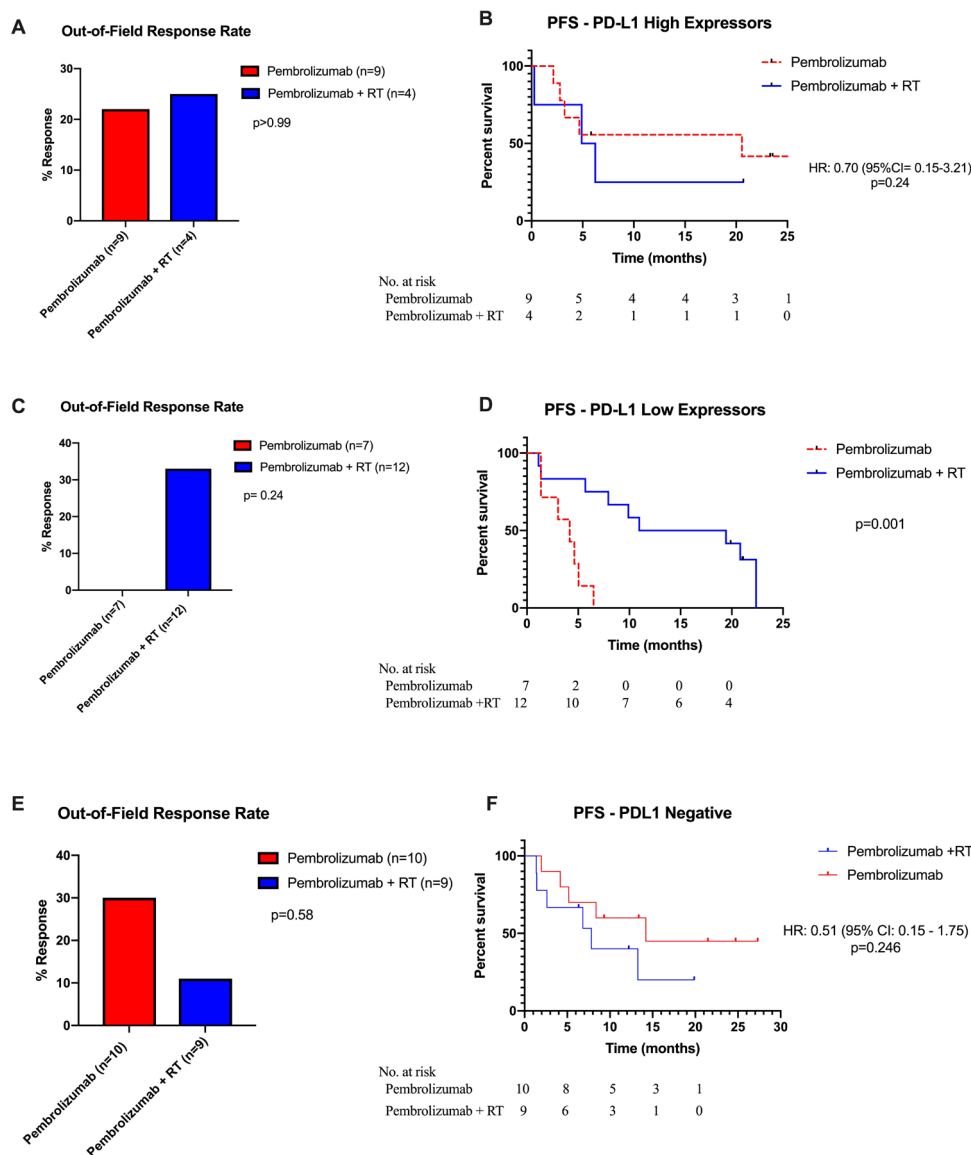 A
Out-of-Field Response Rate
30
20
10
0
% Response
Pembrolizumab (n=9)
Pembrolizumab + RT (n=4)
Pembrolizumab (n=9)
Pembrolizumab + RT (n=4)
p>0.99
B
PFS - PD-L1 High Expressors
100
50
0
Percent survival
0 5 10 15 20 25
Time (months)
Pembrolizumab
Pembrolizumab + RT
HR: 0.70 (95%CI= 0.15-3.21)
p=0.24
No. at risk
Pembrolizumab 9 5 4 4 3 1
Pembrolizumab + RT 4 2 1 1 1 0
C
Out-of-Field Response Rate
40
30
20
10
0
% Response
Pembrolizumab (n=7)
Pembrolizumab + RT (n=12)
Pembrolizumab (n=7)
Pembrolizumab + RT (n=12)
p= 0.24
D
PFS - PD-L1 Low Expressors
100
50
0
Percent survival
0 5 10 15 20 25
Time (months)
Pembrolizumab
Pembrolizumab + RT
p=0.001
No. at risk
Pembrolizumab 7 2 0 0 0
Pembrolizumab +RT 12 10 7 6 4
E
Out-of-Field Response Rate
40
30
20
10
0
% Response
Pembrolizumab (n=10)
Pembrolizumab + RT (n=9)
Pembrolizumab (n=10)
Pembrolizumab + RT (n=9)
p=0.58
F
PFS - PDL1 Negative
100
50
0
Percent survival
0 5 10 15 20 25 30
Time (months)
Pembrolizumab +RT
Pembrolizumab
HR: 0.51 (95% CI: 0.15 - 1.75)
p=0.246
No. at risk
Pembrolizumab 10 8 5 3 1
Pembrolizumab + RT 9 6 3 1 0